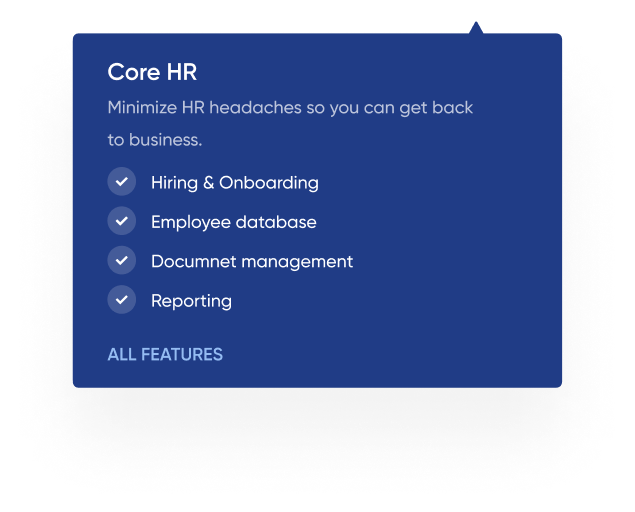 Core HR
Minimize HR headaches so you can get back
to business.
Hiring & Onboarding
Employee database
Documnet management
Reporting
ALL FEATURES